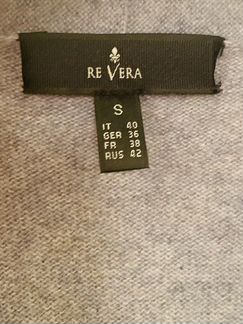 RE VERA
S
IT 40
GER 36
FR 38
RUS 42